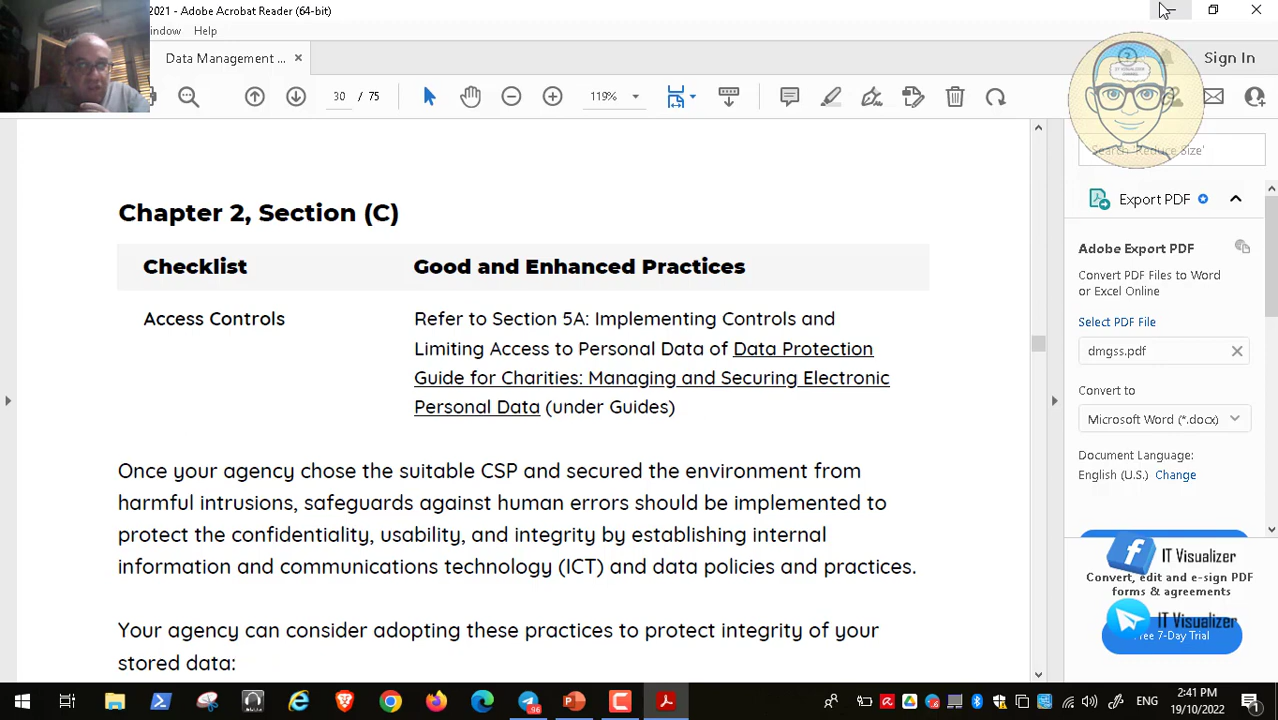 2021 - Adobe Acrobat Reader (64-bit)
indow Help
Data Management ...
Sign In
30 / 75
119%
Search 'Reduce Size'
Chapter 2, Section (C)
Checklist Good and Enhanced Practices
Access Controls Refer to Section 5A: Implementing Controls and
Limiting Access to Personal Data of Data Protection
Guide for Charities: Managing and Securing Electronic
Personal Data (under Guides)
Once your agency chose the suitable CSP and secured the environment from
harmful intrusions, safeguards against human errors should be implemented to
protect the confidentiality, usability, and integrity by establishing internal
information and communications technology (ICT) and data policies and practices.
Your agency can consider adopting these practices to protect integrity of your
stored data:
Export PDF
Adobe Export PDF
Convert PDF Files to Word
or Excel Online
Select PDF File
dmgss.pdf
Convert to
Microsoft Word (*.docx)
Document Language:
English (U.S.) Change
IT Visualizer
Convert, edit and e-sign PDF
forms & agreements
IT Visualizer
Free 7-Day Trial
96
ENG
2:41 PM
19/10/2022
1